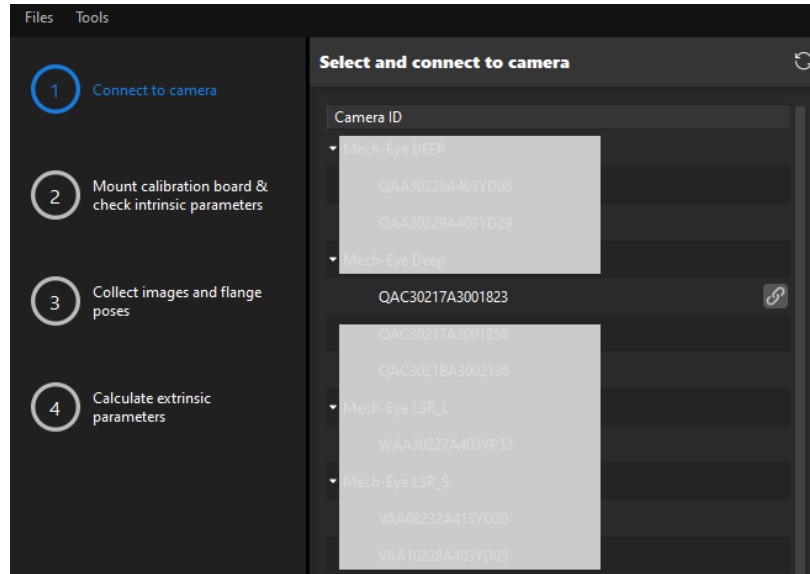 Files Tools
Select and connect to camera
1 Connect to camera
Camera ID
Mech-Eye DEEP
QAA30228A403YD08
QAA30229A403YD29
2 Mount calibration board &
check intrinsic parameters
Mech-Eye Deep
QAC30217A3001823
3 Collect images and flange
poses
QAC30217A3001858
QAC3021BA3002136
4 Calculate extrinsic
parameters
Mech-Eye LSR_L
WAA30227A403YP32
Mech-Eye LSR_S
VAA08232A413YD20
VAA10228A403YD05